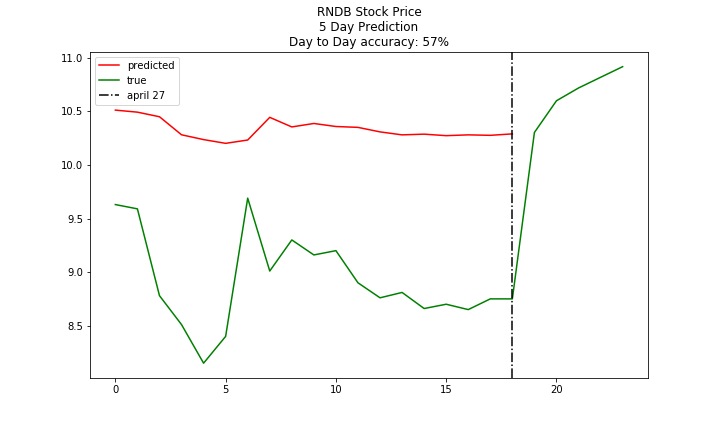 RNDB Stock Price
5 Day Prediction
Day to Day accuracy: 57%
predicted
true
april 27
11.0
10.5
10.0
9.5
9.0
8.5
0 5 10 15 20